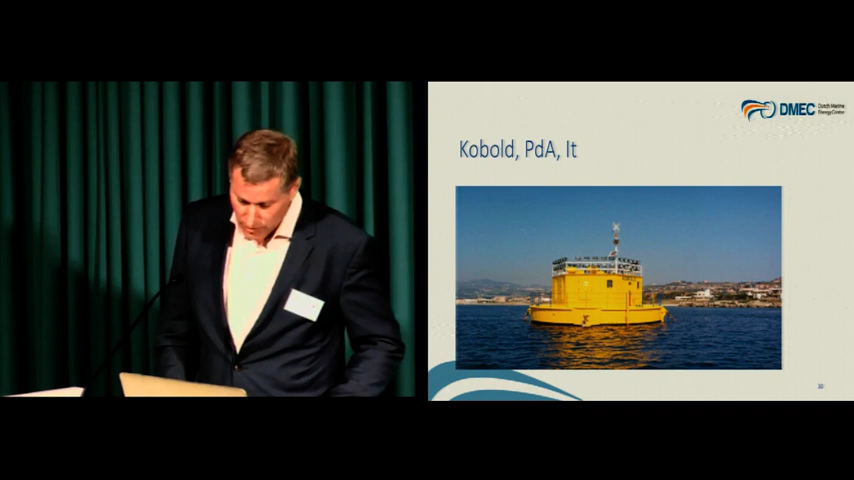 DMEC
Dutch Marine
Energy Centre
Kobold, PdA, It
30